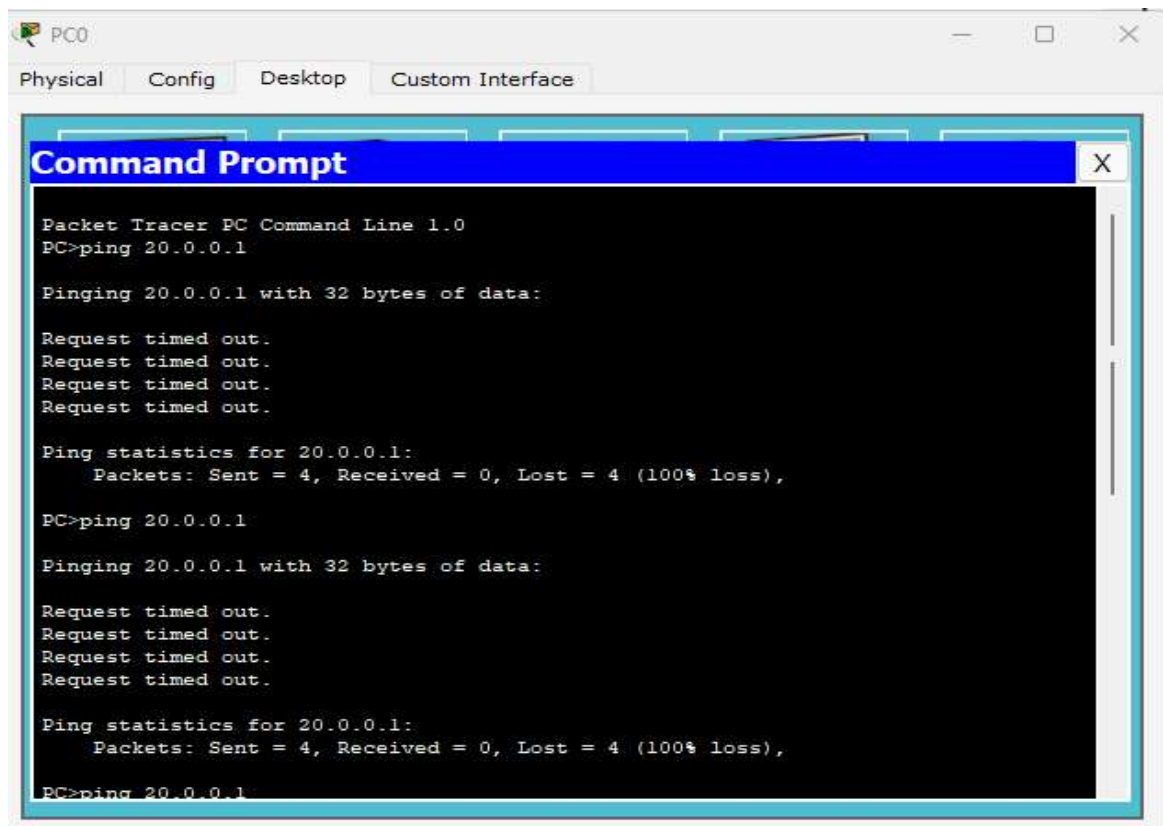 PC0
Physical Config Desktop Custom Interface
Command Prompt X
Packet Tracer PC Command Line 1.0
PC>ping 20.0.0.1
Pinging 20.0.0.1 with 32 bytes of data:
Request timed out.
Request timed out.
Request timed out.
Request timed out.
Ping statistics for 20.0.0.1:
    Packets: Sent = 4, Received = 0, Lost = 4 (100% loss),
PC>ping 20.0.0.1
Pinging 20.0.0.1 with 32 bytes of data:
Request timed out.
Request timed out.
Request timed out.
Request timed out.
Ping statistics for 20.0.0.1:
    Packets: Sent = 4, Received = 0, Lost = 4 (100% loss),
PC>ping 20.0.0.1